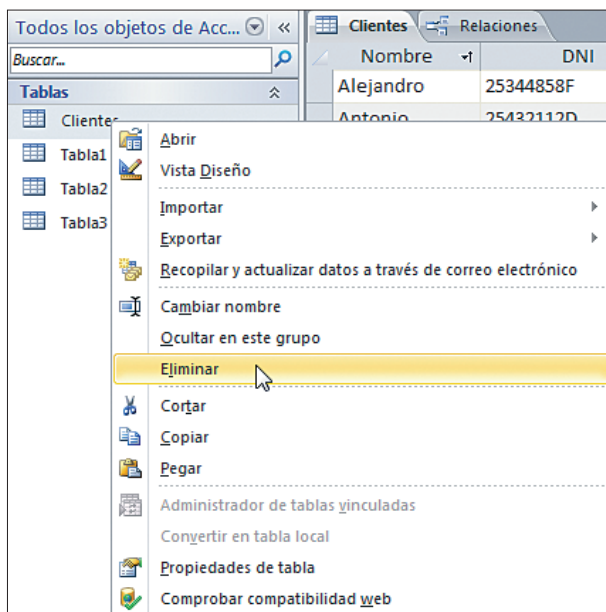 Todos los objetos de Acc...
Buscar...
Tablas
Clientes
Tabla1
Tabla2
Tabla3
Clientes
Relaciones
Nombre DNI
Alejandro 25344858F
Antonio 25432112D
Abrir
Vista Diseño
Importar
Exportar
Recopilar y actualizar datos a través de correo electrónico
Cambiar nombre
Ocultar en este grupo
Eliminar
Cortar
Copiar
Pegar
Administrador de tablas vinculadas
Convertir en tabla local
Propiedades de tabla
Comprobar compatibilidad web